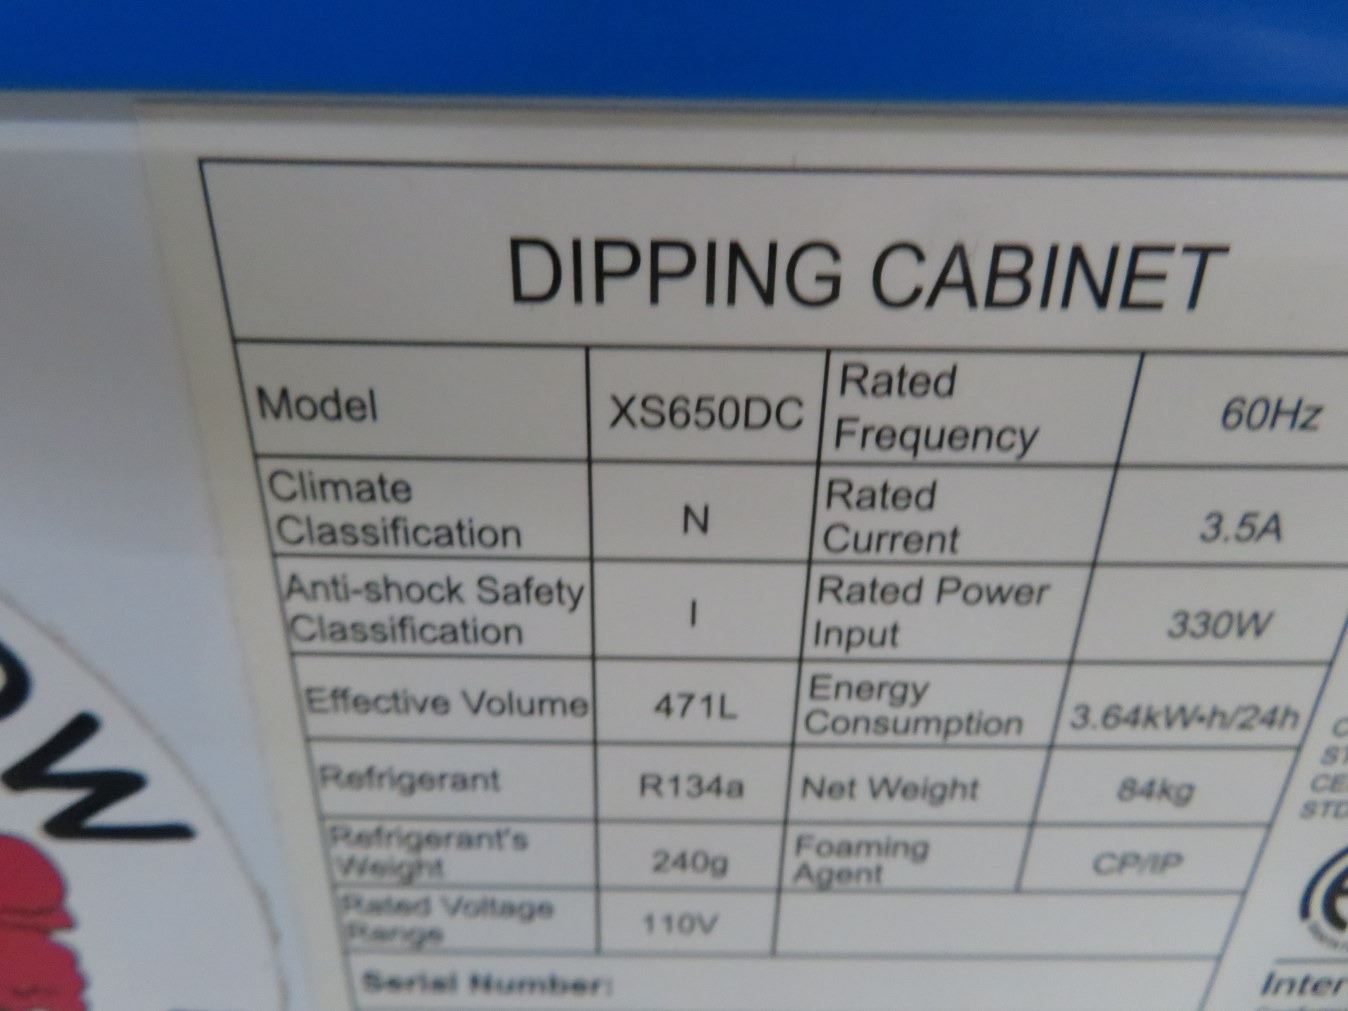 DIPPING CABINET
Model XS650DC Rated Frequency 60Hz
Climate Classification N Rated Current 3.5A
Anti-shock Safety Classification I Rated Power Input 330W
Effective Volume 471L Energy Consumption 3.64kW•h/24h
Refrigerant R134a Net Weight 84kg
Refrigerant's Weight 240g Foaming Agent CP/IP
Rated Voltage Range 110V
Serial Number:
OW
Inter